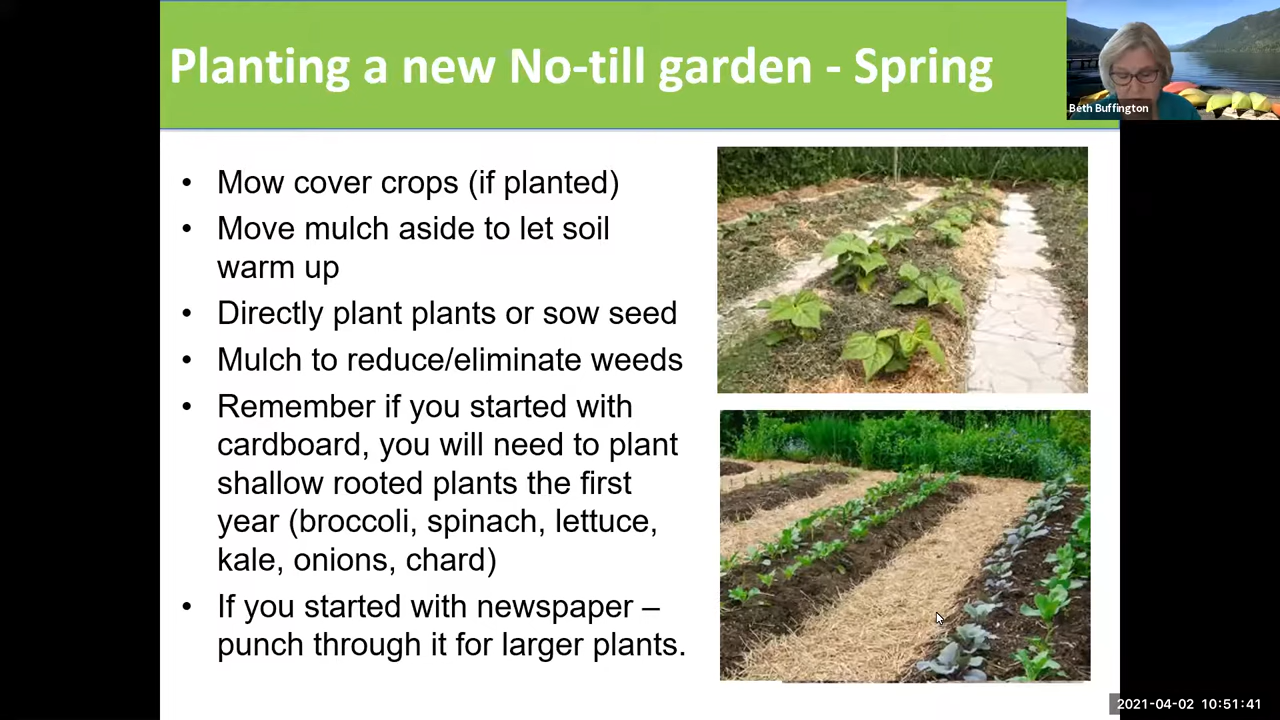 Planting a new No-till garden - Spring
Beth Buffington
• Mow cover crops (if planted)
• Move mulch aside to let soil
warm up
• Directly plant plants or sow seed
• Mulch to reduce/eliminate weeds
• Remember if you started with
cardboard, you will need to plant
shallow rooted plants the first
year (broccoli, spinach, lettuce,
kale, onions, chard)
• If you started with newspaper –
punch through it for larger plants.
2021-04-02 10:51:41